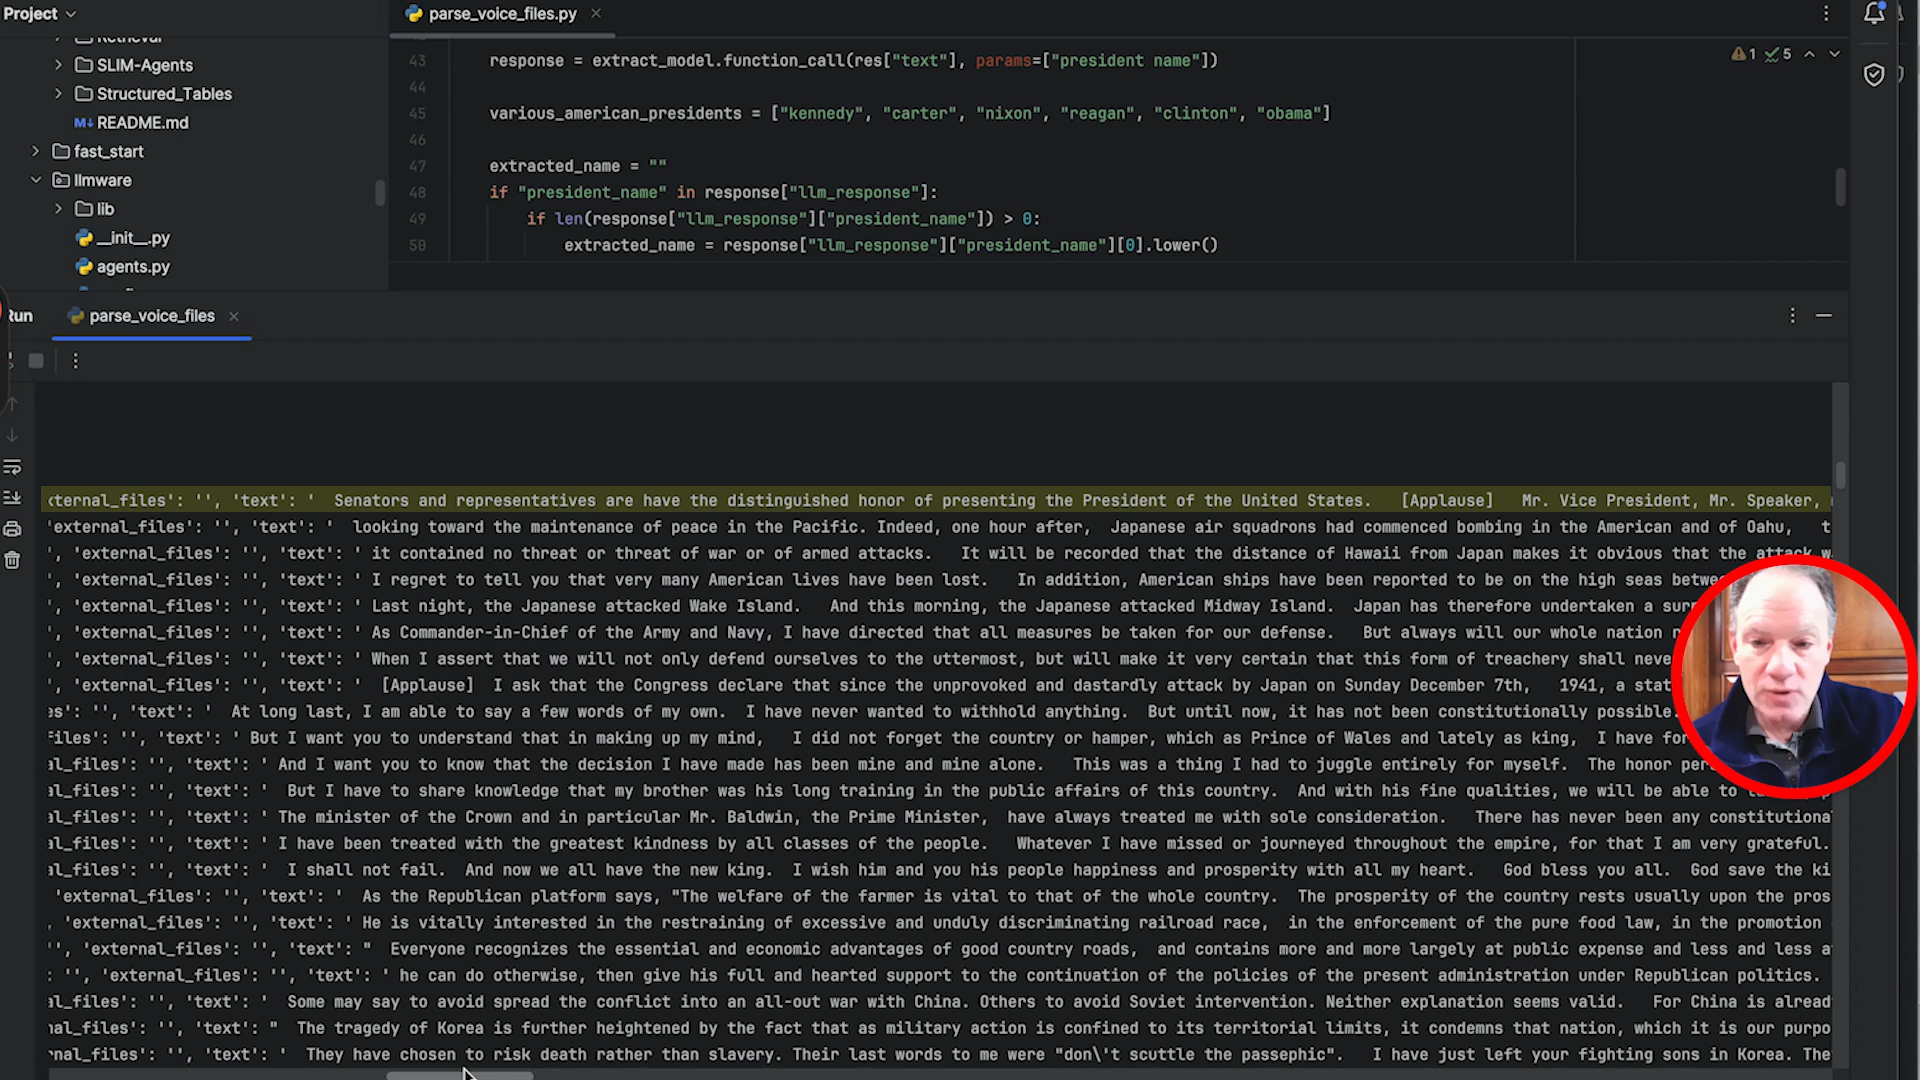 Project
parse_voice_files.py
Retrieval
SLIM-Agents
Structured_Tables
M↓ README.md
fast_start
llmware
lib
__init__.py
agents.py
43 response = extract_model.function_call(res["text"], params=["president name"])
44
45 various_american_presidents = ["kennedy", "carter", "nixon", "reagan", "clinton", "obama"]
46
47 extracted_name = ""
48 if "president_name" in response["llm_response"]:
49 if len(response["llm_response"]["president_name"]) > 0:
50 extracted_name = response["llm_response"]["president_name"][0].lower()
1 5
Run
parse_voice_files
xternal_files': '', 'text': ' Senators and representatives are have the distinguished honor of presenting the President of the United States. [Applause] Mr. Vice President, Mr. Speaker,
'external_files': '', 'text': ' looking toward the maintenance of peace in the Pacific. Indeed, one hour after, Japanese air squadrons had commenced bombing in the American and of Oahu, t
', 'external_files': '', 'text': ' it contained no threat or threat of war or of armed attacks. It will be recorded that the distance of Hawaii from Japan makes it obvious that the attack w
', 'external_files': '', 'text': ' I regret to tell you that very many American lives have been lost. In addition, American ships have been reported to be on the high seas betwe
', 'external_files': '', 'text': ' Last night, the Japanese attacked Wake Island. And this morning, the Japanese attacked Midway Island. Japan has therefore undertaken a sur
', 'external_files': '', 'text': ' As Commander-in-Chief of the Army and Navy, I have directed that all measures be taken for our defense. But always will our whole nation
', 'external_files': '', 'text': ' When I assert that we will not only defend ourselves to the uttermost, but will make it very certain that this form of treachery shall neve
', 'external_files': '', 'text': ' [Applause] I ask that the Congress declare that since the unprovoked and dastardly attack by Japan on Sunday December 7th, 1941, a stat
es': '', 'text': ' At long last, I am able to say a few words of my own. I have never wanted to withhold anything. But until now, it has not been constitutionally possible.
files': '', 'text': ' But I want you to understand that in making up my mind, I did not forget the country or hamper, which as Prince of Wales and lately as king, I have for
al_files': '', 'text': ' And I want you to know that the decision I have made has been mine and mine alone. This was a thing I had to juggle entirely for myself. The honor per
al_files': '', 'text': ' But I have to share knowledge that my brother was his long training in the public affairs of this country. And with his fine qualities, we will be able to
al_files': '', 'text': ' The minister of the Crown and in particular Mr. Baldwin, the Prime Minister, have always treated me with sole consideration. There has never been any constitutiona
al_files': '', 'text': ' I have been treated with the greatest kindness by all classes of the people. Whatever I have missed or journeyed throughout the empire, for that I am very grateful.
al_files': '', 'text': ' I shall not fail. And now we all have the new king. I wish him and you his people happiness and prosperity with all my heart. God bless you all. God save the ki
'external_files': '', 'text': ' As the Republican platform says, "The welfare of the farmer is vital to that of the whole country. The prosperity of the country rests usually upon the pros
, 'external_files': '', 'text': ' He is vitally interested in the restraining of excessive and unduly discriminating railroad race, in the enforcement of the pure food law, in the promotion
'', 'external_files': '', 'text': " Everyone recognizes the essential and economic advantages of good country roads, and contains more and more largely at public expense and less and less a
: '', 'external_files': '', 'text': ' he can do otherwise, then give his full and hearted support to the continuation of the policies of the present administration under Republican politics.
al_files': '', 'text': ' Some may say to avoid spread the conflict into an all-out war with China. Others to avoid Soviet intervention. Neither explanation seems valid. For China is alread
nal_files': '', 'text': " The tragedy of Korea is further heightened by the fact that as military action is confined to its territorial limits, it condemns that nation, which it is our purpo
rnal_files': '', 'text': ' They have chosen to risk death rather than slavery. Their last words to me were "don\'t scuttle the passephic". I have just left your fighting sons in Korea. The